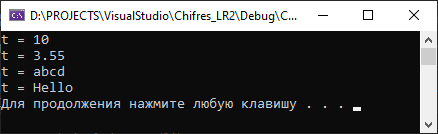 D:\PROJECTS\VisualStudio\Chifres_LR2\Debug\C...
t = 10
t = 3.55
t = abcd
t = Hello
Для продолжения нажмите любую клавишу . . .